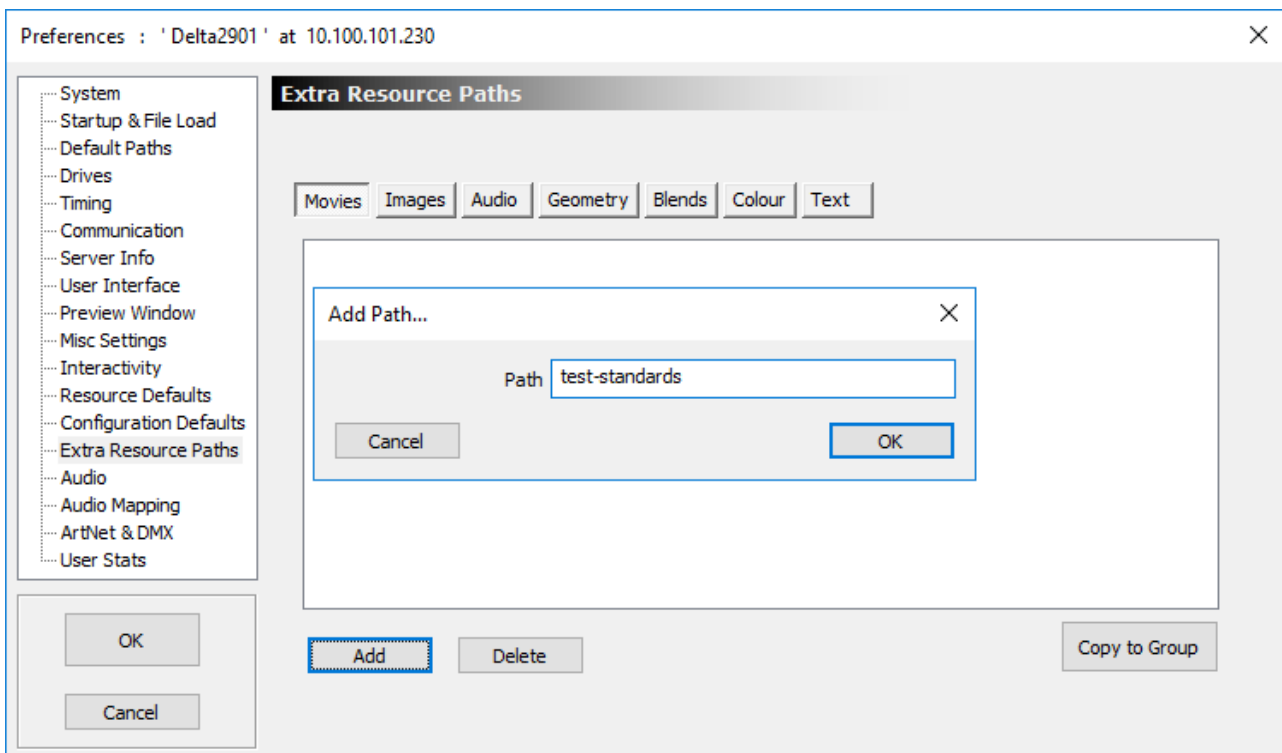 Preferences : ' Delta2901 ' at 10.100.101.230
System
Startup & File Load
Default Paths
Drives
Timing
Communication
Server Info
User Interface
Preview Window
Misc Settings
Interactivity
Resource Defaults
Configuration Defaults
Extra Resource Paths
Audio
Audio Mapping
ArtNet & DMX
User Stats
OK
Cancel
Extra Resource Paths
Movies Images Audio Geometry Blends Colour Text
Add Path...
Path test-standards
Cancel OK
Add Delete Copy to Group